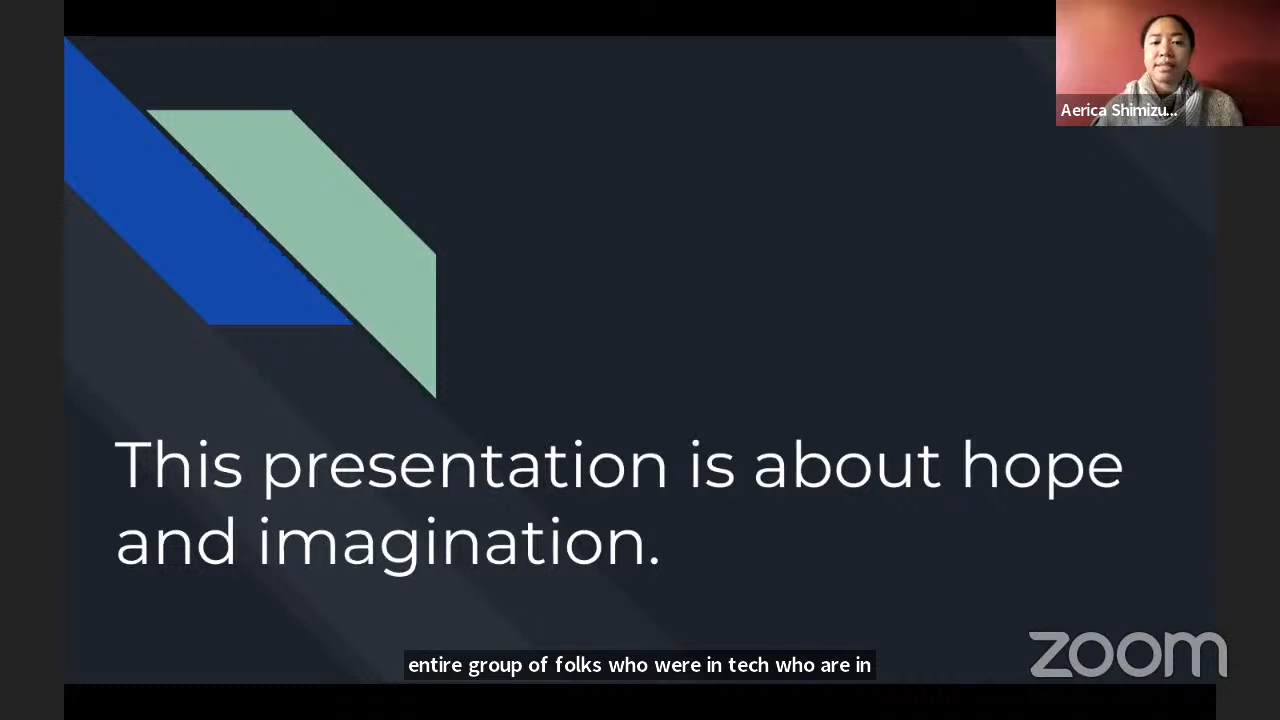 Aerica Shimizu...
This presentation is about hope
and imagination.
entire group of folks who were in tech who are in
zoom